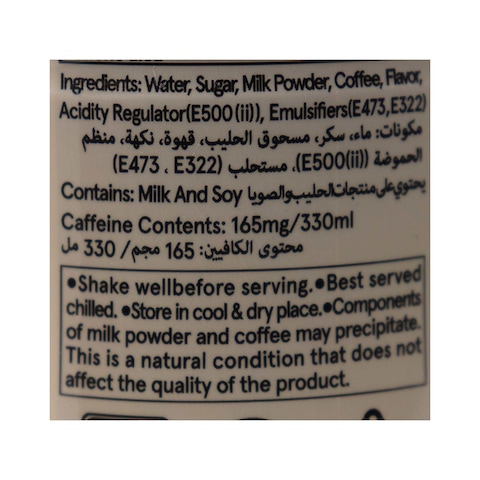 Ingredients: Water, Sugar, Milk Powder, Coffee, Flavor,
Acidity Regulator(E500(ii)), Emulsifiers(E473,E322)
مكونات: ماء، سكر، مسحوق الحليب، قهوة، نكهة، منظم
الحموضة (E500(ii))، مستحلب (E473 ، E322)
Contains: Milk And Soy يحتوي على منتجات الحليب والصويا
Caffeine Contents: 165mg/330ml
محتوى الكافيين: 165 مجم/ 330 مل
•Shake wellbefore serving.•Best served
chilled. •Store in cool & dry place.•Components
of milk powder and coffee may precipitate.
This is a natural condition that does not
affect the quality of the product.